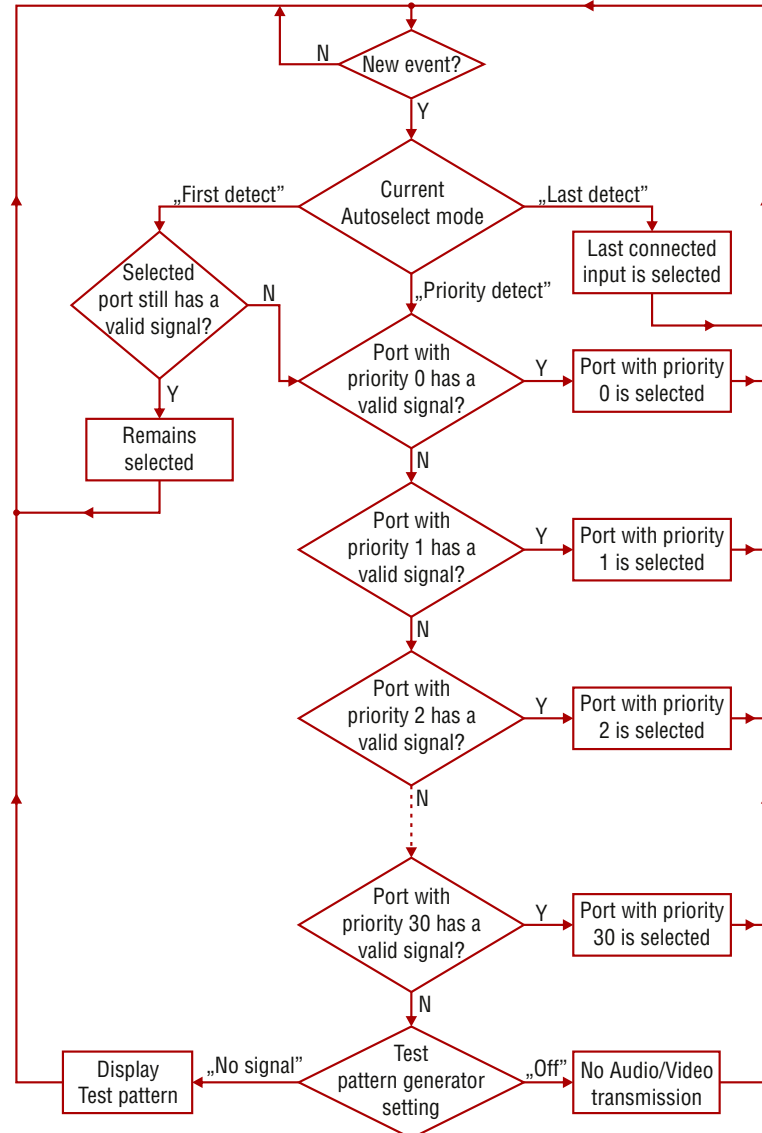 N
New event?
Y
„First detect”
Current
Autoselect mode
„Last detect”
Selected
port still has a
valid signal?
N
Last connected
input is selected
„Priority detect”
Y
Remains
selected
Port with
priority 0 has a
valid signal?
Y
Port with priority
0 is selected
N
Port with
priority 1 has a
valid signal?
Y
Port with priority
1 is selected
N
Port with
priority 2 has a
valid signal?
Y
Port with priority
2 is selected
N
Port with
priority 30 has a
valid signal?
Y
Port with priority
30 is selected
N
Display
Test pattern
„No signal”
Test
pattern generator
setting
„Off”
No Audio/Video
transmission